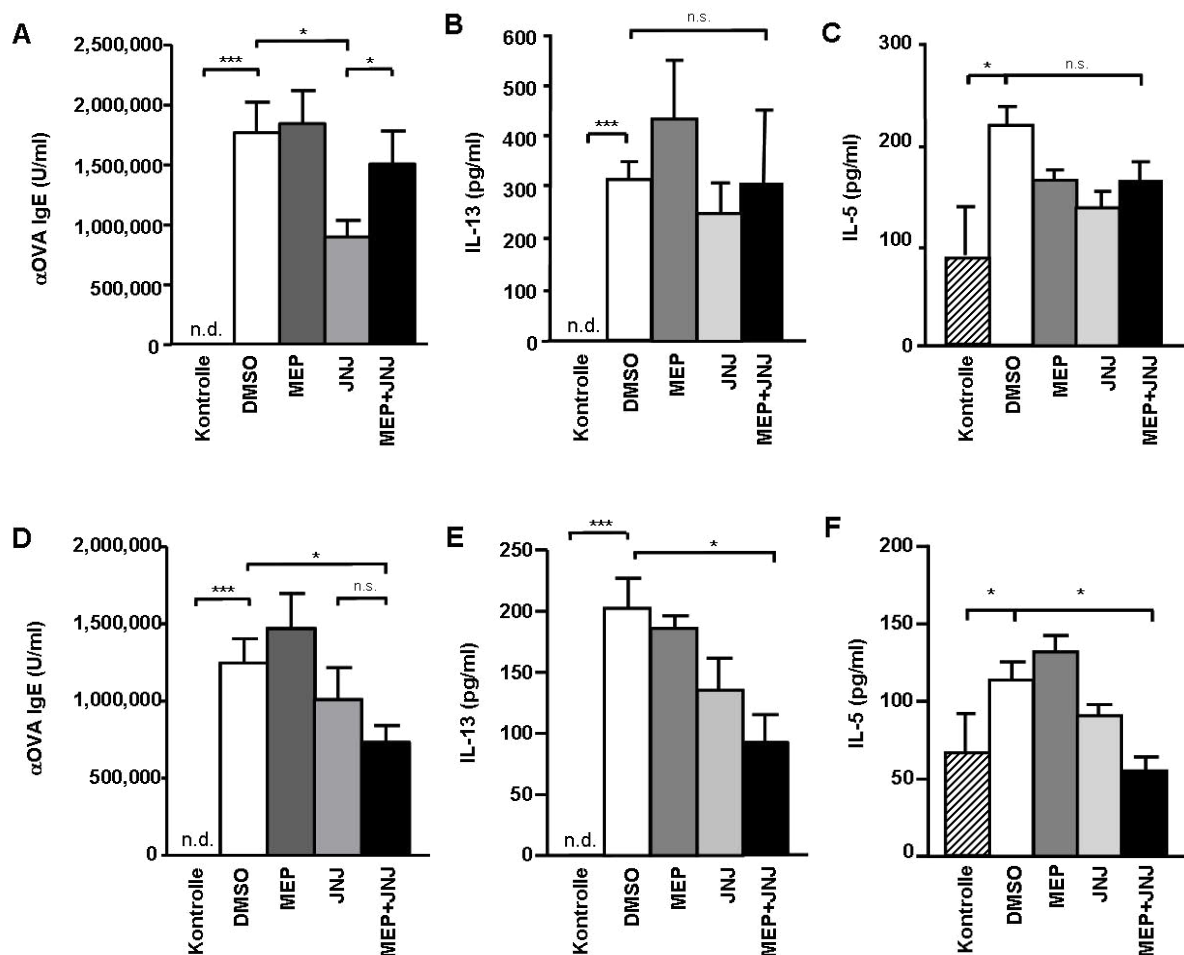 A
αOVA IgE (U/ml)
2,500,000
2,000,000
1,500,000
1,000,000
500,000
0
***
*
*
n.d.
Kontrolle
DMSO
MEP
JNJ
MEP+JNJ
B
IL-13 (pg/ml)
600
500
400
300
200
100
0
***
n.s.
n.d.
Kontrolle
DMSO
MEP
JNJ
MEP+JNJ
C
IL-5 (pg/ml)
300
200
100
0
*
n.s.
Kontrolle
DMSO
MEP
JNJ
MEP+JNJ
D
αOVA IgE (U/ml)
2,000,000
1,500,000
1,000,000
500,000
0
***
*
n.s.
n.d.
Kontrolle
DMSO
MEP
JNJ
MEP+JNJ
E
IL-13 (pg/ml)
250
200
150
100
50
0
***
*
n.d.
Kontrolle
DMSO
MEP
JNJ
MEP+JNJ
F
IL-5 (pg/ml)
200
150
100
50
0
*
*
Kontrolle
DMSO
MEP
JNJ
MEP+JNJ